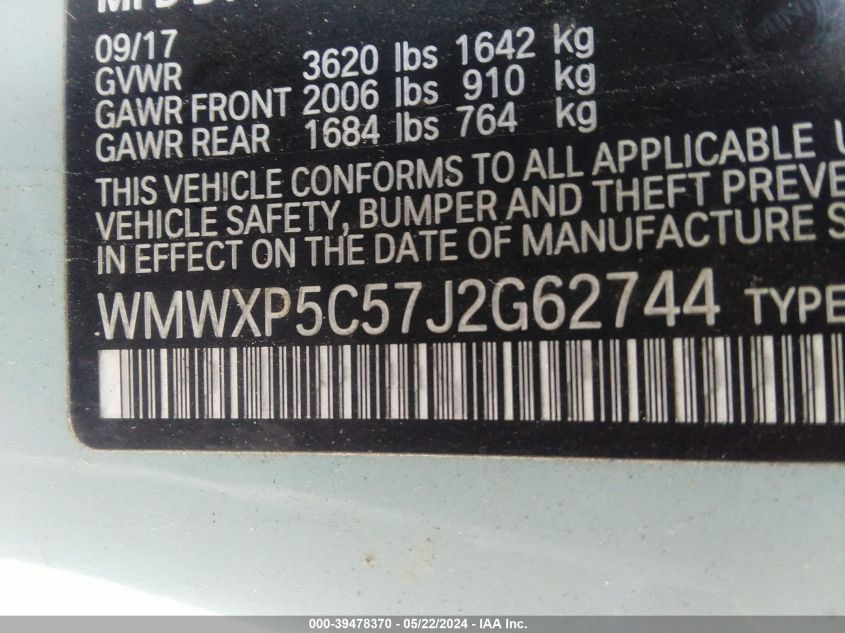 09/17
GVWR 3620 lbs 1642 kg
GAWR FRONT 2006 lbs 910 kg
GAWR REAR 1684 lbs 764 kg
THIS VEHICLE CONFORMS TO ALL APPLICABLE U
VEHICLE SAFETY, BUMPER AND THEFT PREVE
IN EFFECT ON THE DATE OF MANUFACTURE S
WMWXP5C57J2G62744 TYPE
000-39478370 - 05/22/2024 - IAA Inc.